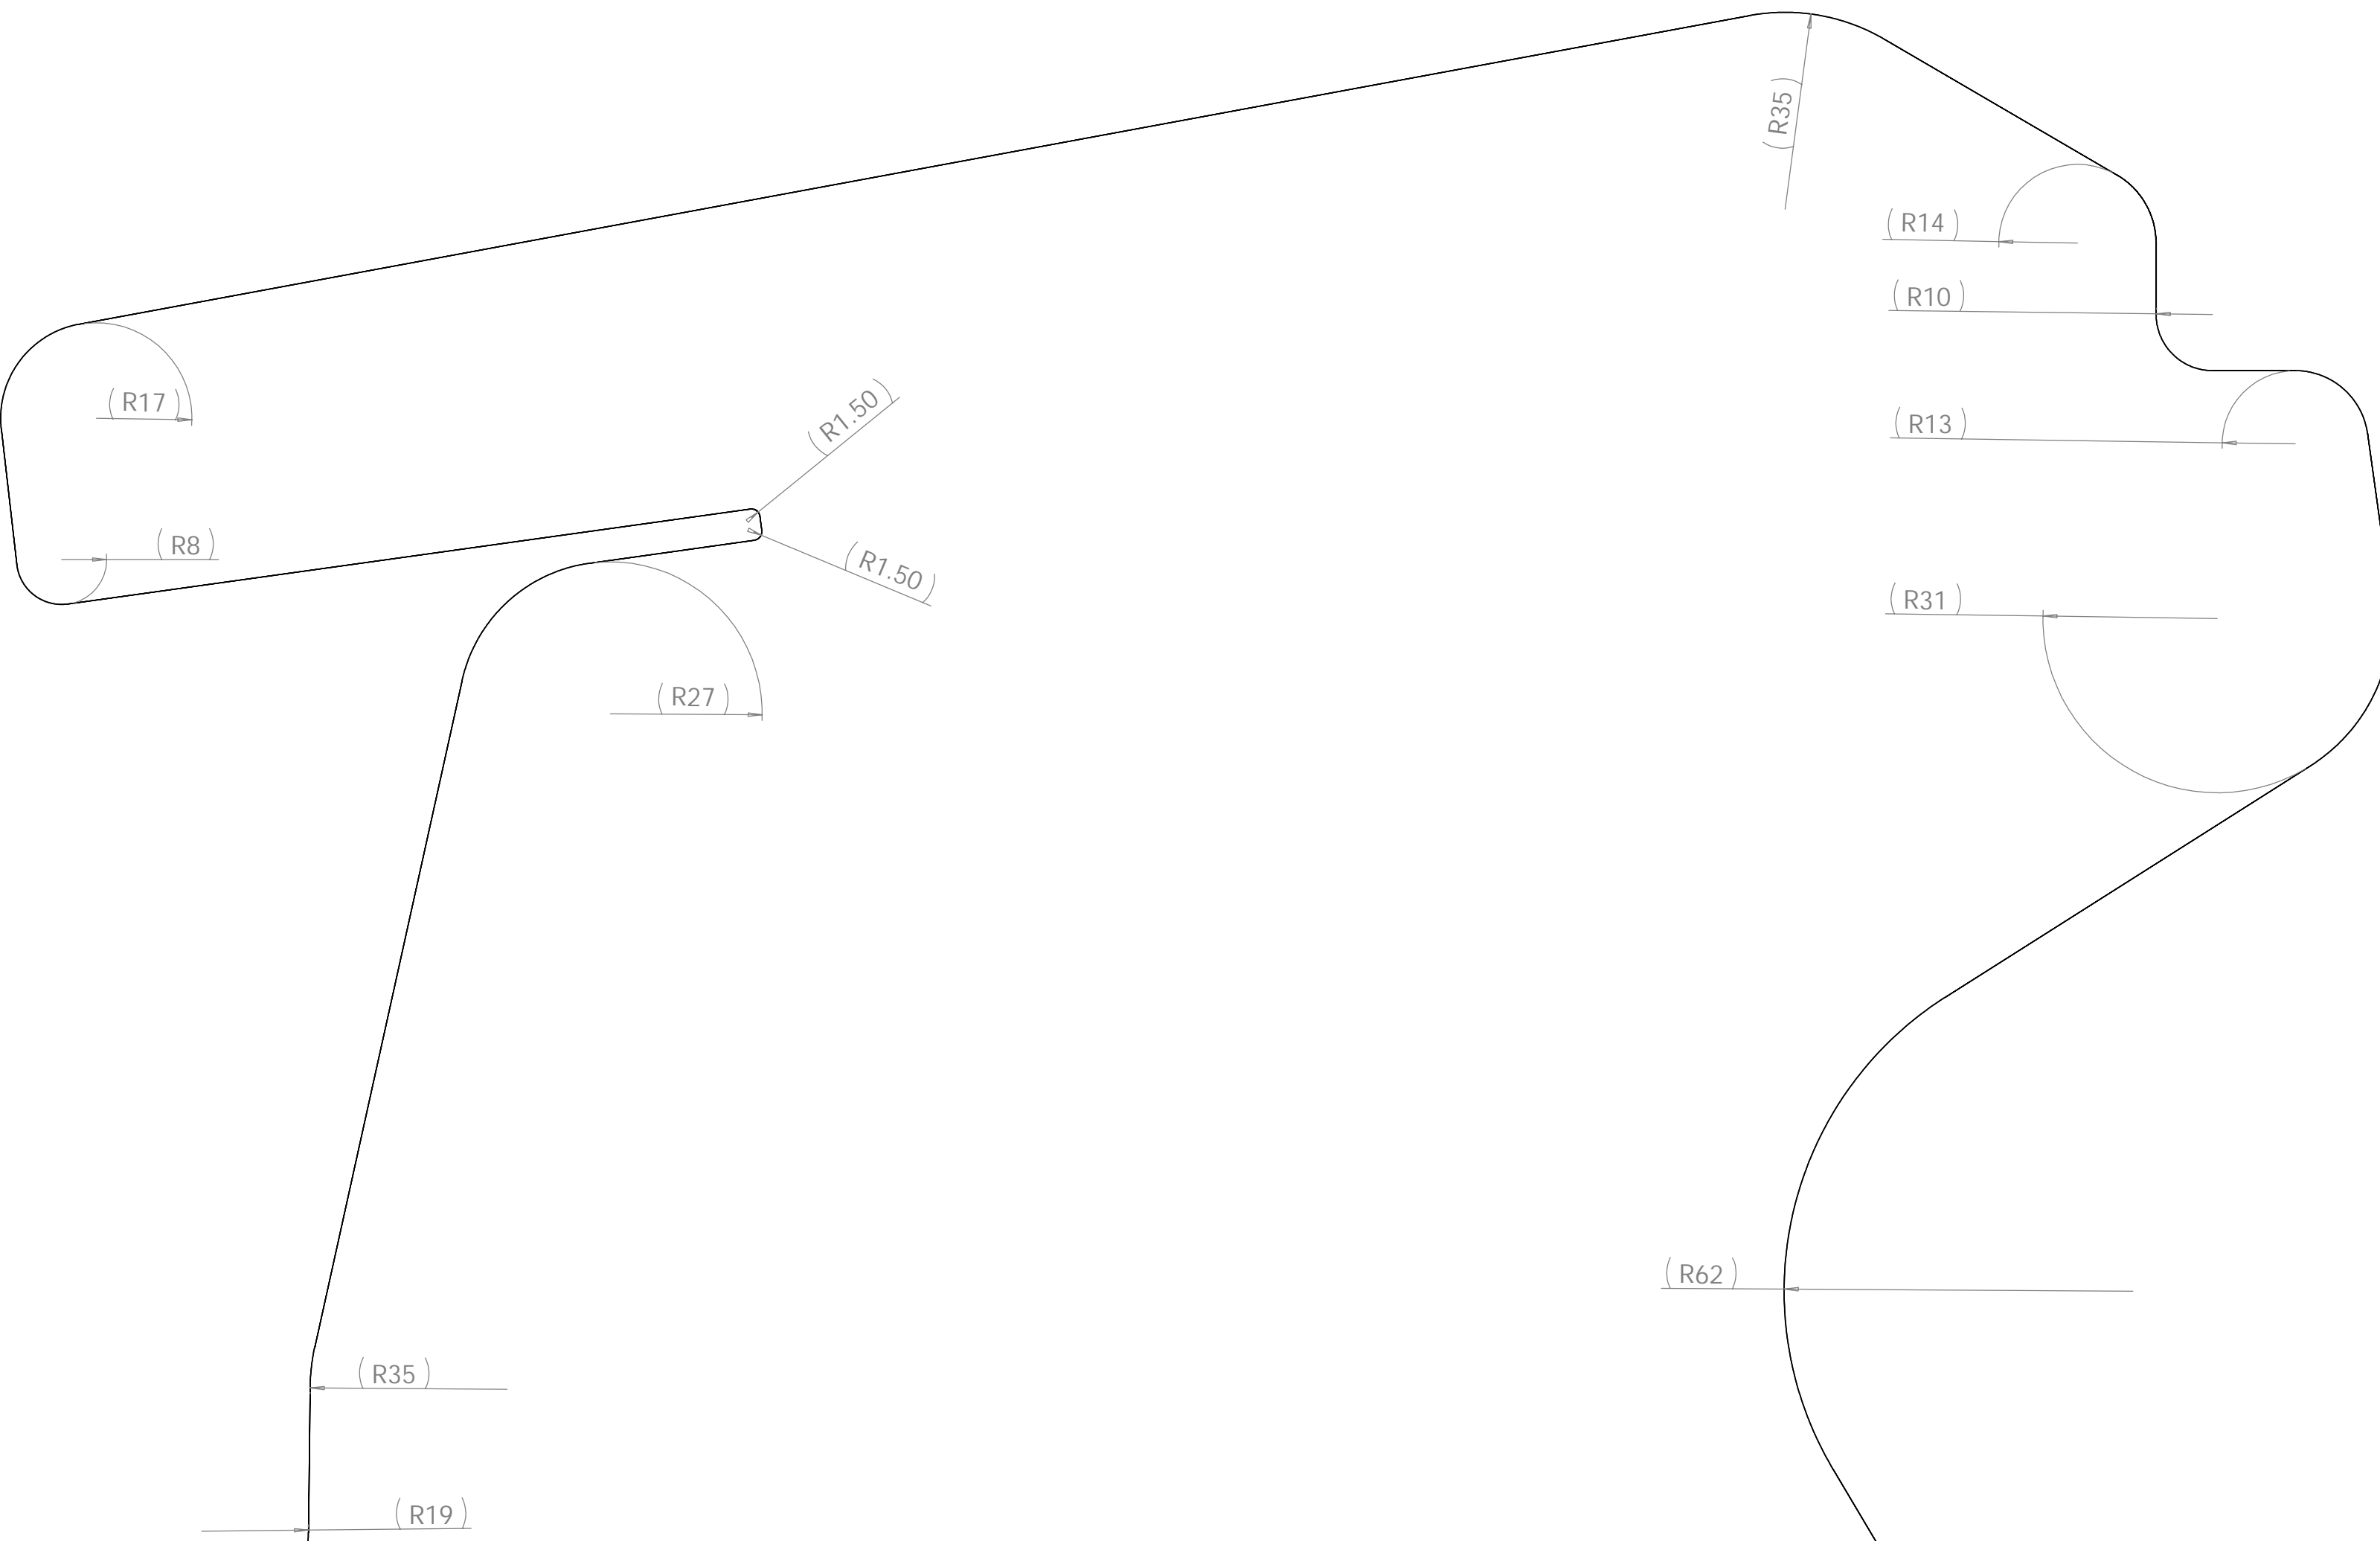 (R35)
(R14)
(R10)
(R17)
(R1.50)
(R13)
(R8)
(R1.50)
(R31)
(R27)
(R62)
(R35)
(R19)